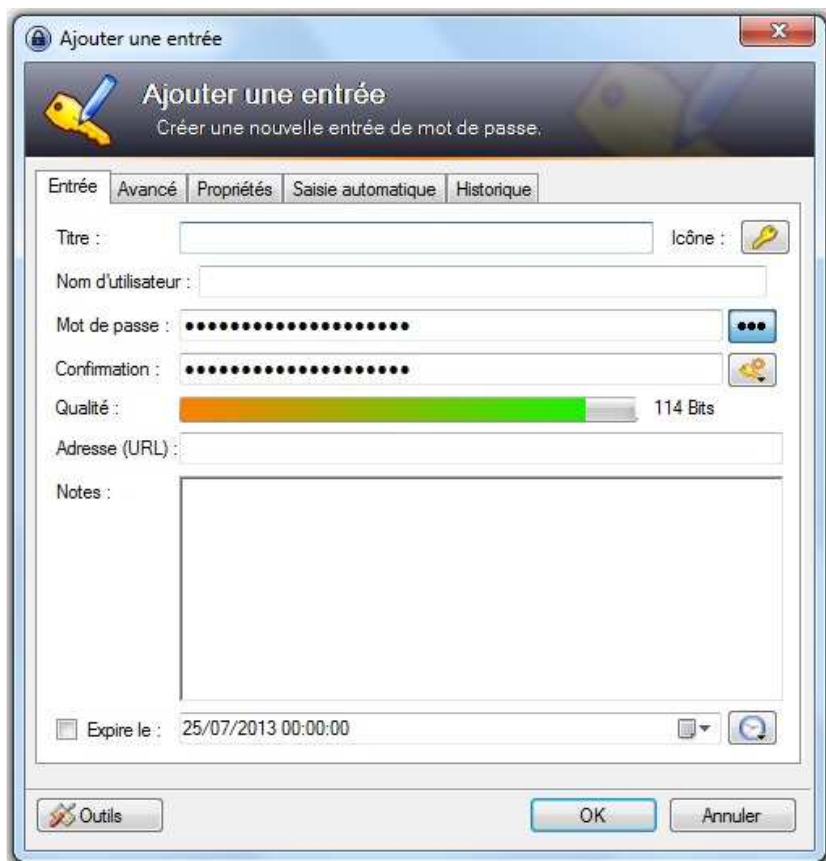 Ajouter une entrée
Ajouter une entrée
Créer une nouvelle entrée de mot de passe.
Entrée Avancé Propriétés Saisie automatique Historique
Titre : Icône :
Nom d'utilisateur :
Mot de passe : ●●●●●●●●●●●●●●●●●●●● ●●●
Confirmation : ●●●●●●●●●●●●●●●●●●●●
Qualité : 114 Bits
Adresse (URL) :
Notes :
Expire le : 25/07/2013 00:00:00
Outils OK Annuler